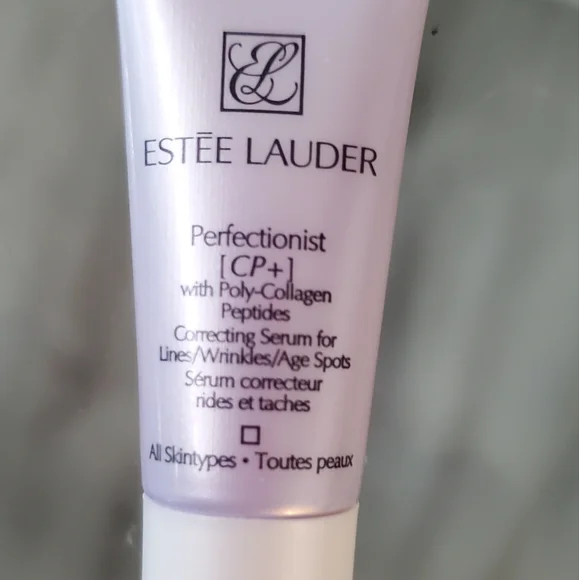 EL
ESTĒE LAUDER
Perfectionist
[CP+]
with Poly-Collagen
Peptides
Correcting Serum for
Lines/Wrinkles/Age Spots
Sérum correcteur
rides et taches
All Skintypes • Toutes peaux